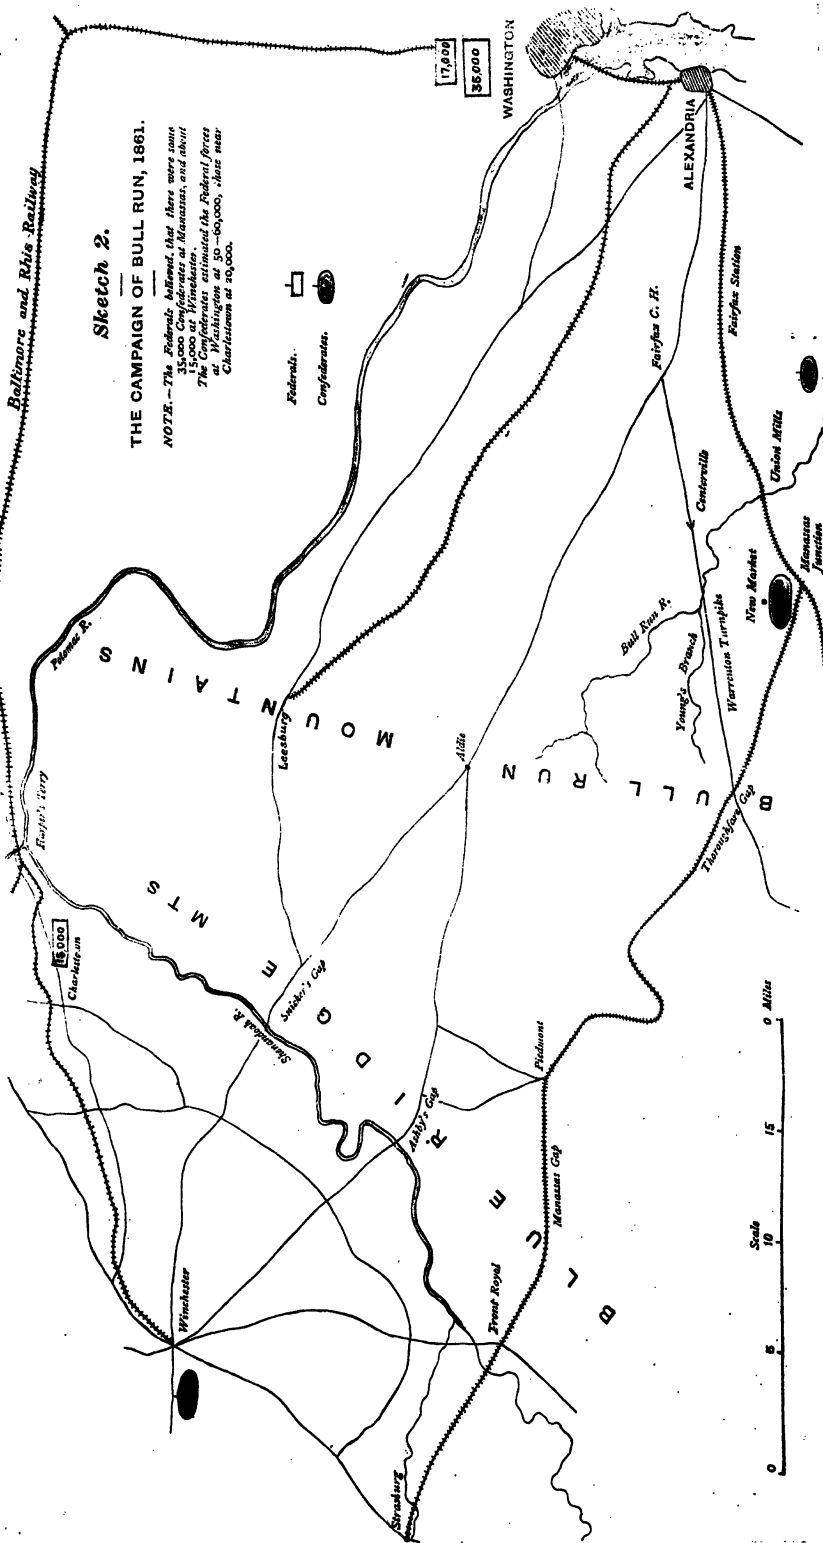 Sketch 2.
THE CAMPAIGN OF BULL RUN, 1861.
NOTE.—The Federals believed, that there were some
35,000 Confederates at Manassas, and about
15,000 at Winchester.
The Confederates estimated the Federal forces
at Washington at 50—60,000, those near
Charlestown at 20,000.
Federals.
Confederates.
Baltimore and Ohio Railway
17,000
35,000
WASHINGTON
ALEXANDRIA
Fairfax Station
Fairfax C. H.
Centerville
Union Mills
Manassas
Junction
New Market
Bull Run R.
Young's Branch
Warrenton Turnpike
Thoroughfare Gap
BULL RUN
MOUNTAINS
Potomac R.
Leesburg
Aldie
Harper's Ferry
15,000
Charlestown
Snicker's Gap
Shenandoah R.
Ashby's Gap
BLUE RIDGE
MTS
Piedmont
Manassas Gap
Front Royal
Winchester
Strasburg
Scale
0 5 10 15 0 Miles